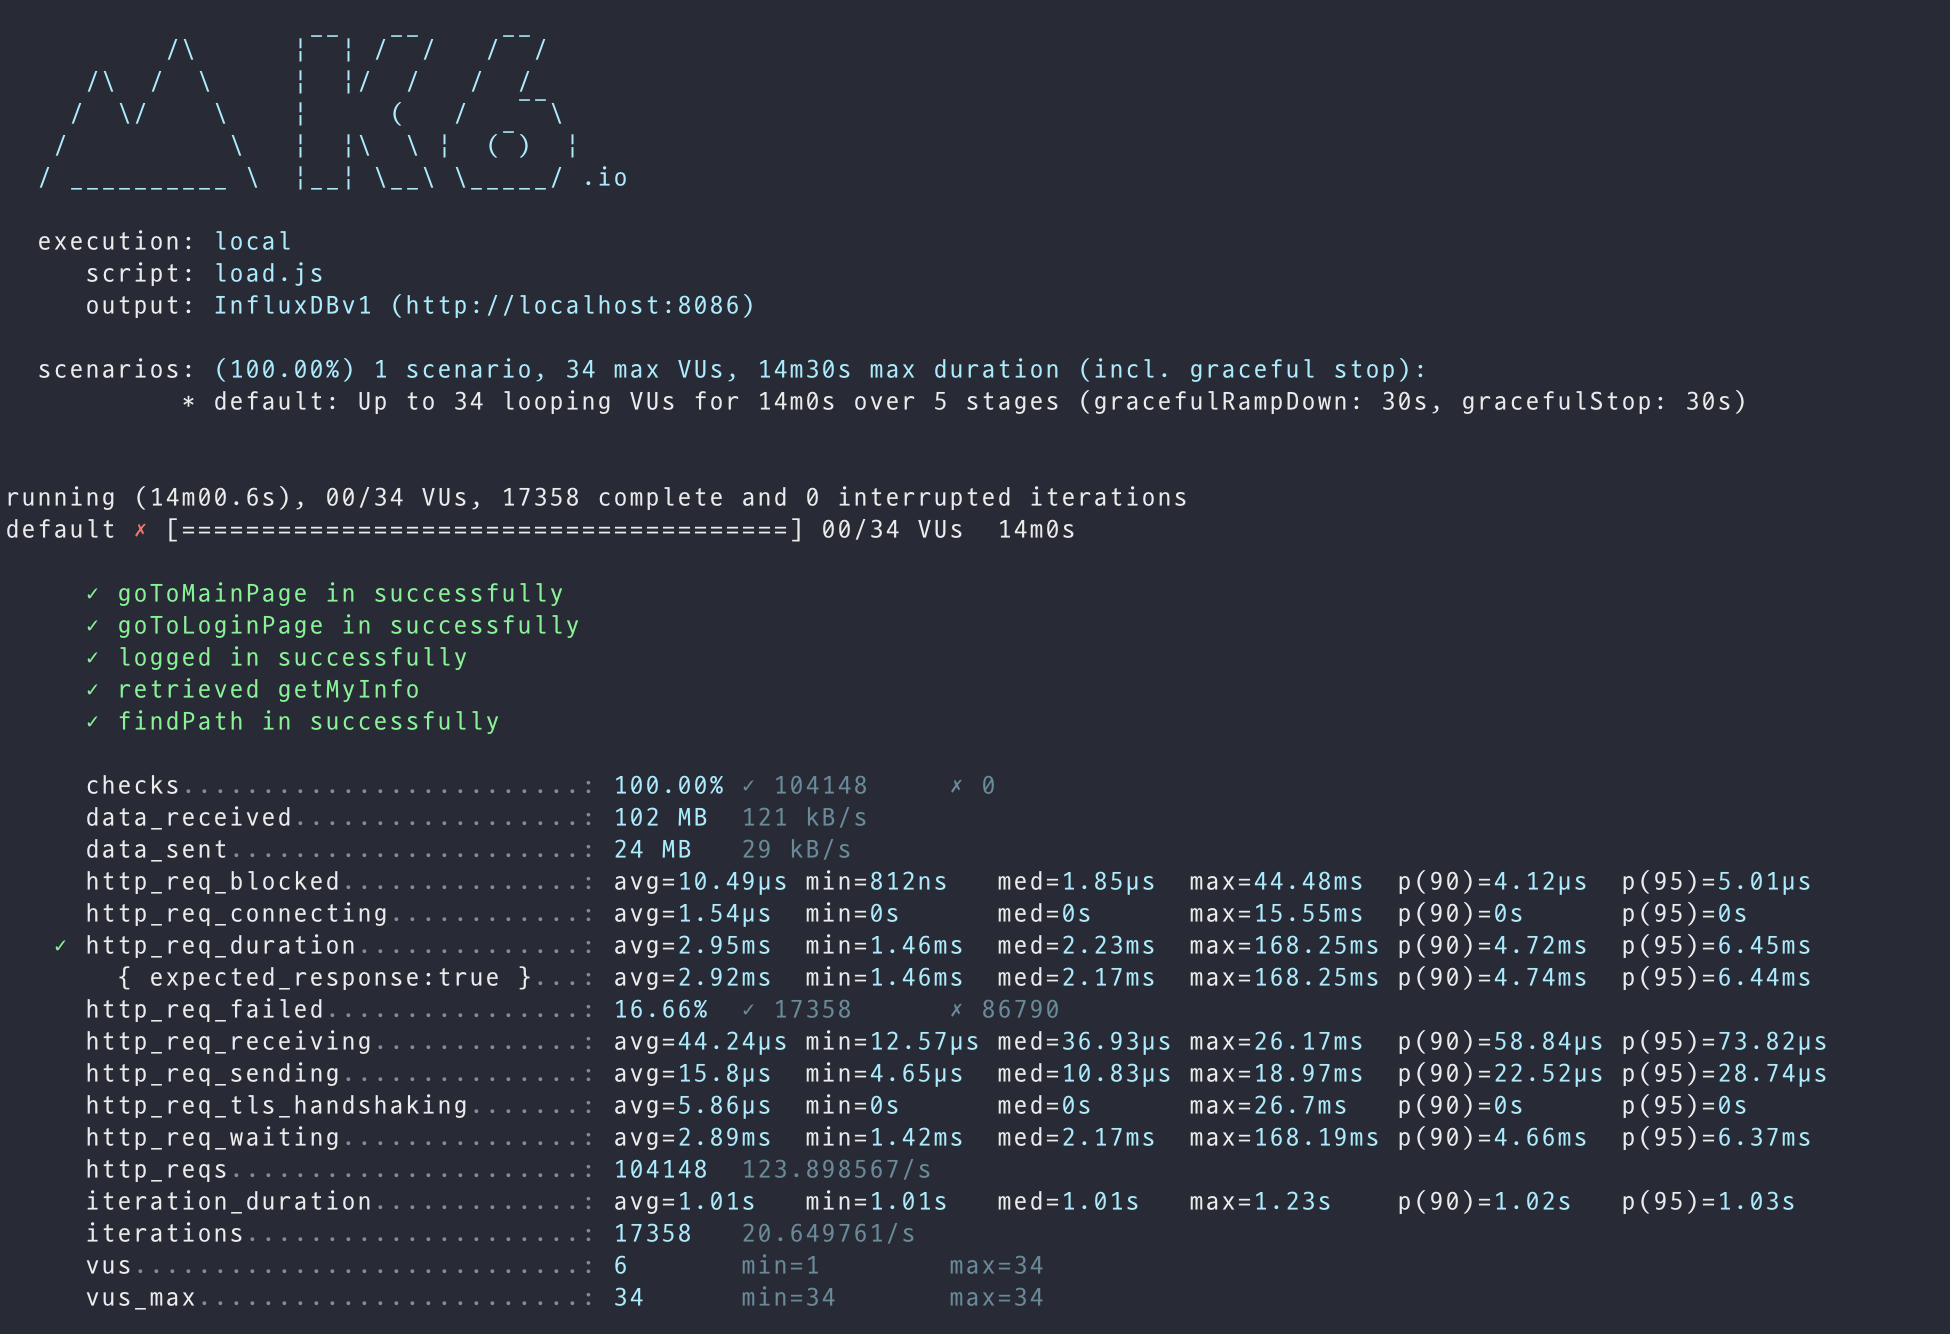 .io
execution: local
script: load.js
output: InfluxDBv1 (http://localhost:8086)
scenarios: (100.00%) 1 scenario, 34 max VUs, 14m30s max duration (incl. graceful stop):
* default: Up to 34 looping VUs for 14m0s over 5 stages (gracefulRampDown: 30s, gracefulStop: 30s)
running (14m00.6s), 00/34 VUs, 17358 complete and 0 interrupted iterations
default ✗ [======================================] 00/34 VUs  14m0s
✓ goToMainPage in successfully
✓ goToLoginPage in successfully
✓ logged in successfully
✓ retrieved getMyInfo
✓ findPath in successfully
checks.........................: 100.00% ✓ 104148     ✗ 0
data_received..................: 102 MB  121 kB/s
data_sent......................: 24 MB   29 kB/s
http_req_blocked...............: avg=10.49µs min=812ns   med=1.85µs  max=44.48ms  p(90)=4.12µs  p(95)=5.01µs
http_req_connecting............: avg=1.54µs  min=0s      med=0s      max=15.55ms  p(90)=0s      p(95)=0s
✓ http_req_duration..............: avg=2.95ms  min=1.46ms  med=2.23ms  max=168.25ms p(90)=4.72ms  p(95)=6.45ms
{ expected_response:true }...: avg=2.92ms  min=1.46ms  med=2.17ms  max=168.25ms p(90)=4.74ms  p(95)=6.44ms
http_req_failed................: 16.66%  ✓ 17358      ✗ 86790
http_req_receiving.............: avg=44.24µs min=12.57µs med=36.93µs max=26.17ms  p(90)=58.84µs p(95)=73.82µs
http_req_sending...............: avg=15.8µs  min=4.65µs  med=10.83µs max=18.97ms  p(90)=22.52µs p(95)=28.74µs
http_req_tls_handshaking.......: avg=5.86µs  min=0s      med=0s      max=26.7ms   p(90)=0s      p(95)=0s
http_req_waiting...............: avg=2.89ms  min=1.42ms  med=2.17ms  max=168.19ms p(90)=4.66ms  p(95)=6.37ms
http_reqs......................: 104148  123.898567/s
iteration_duration.............: avg=1.01s   min=1.01s   med=1.01s   max=1.23s    p(90)=1.02s   p(95)=1.03s
iterations.....................: 17358   20.649761/s
vus............................: 6       min=1        max=34
vus_max........................: 34      min=34       max=34